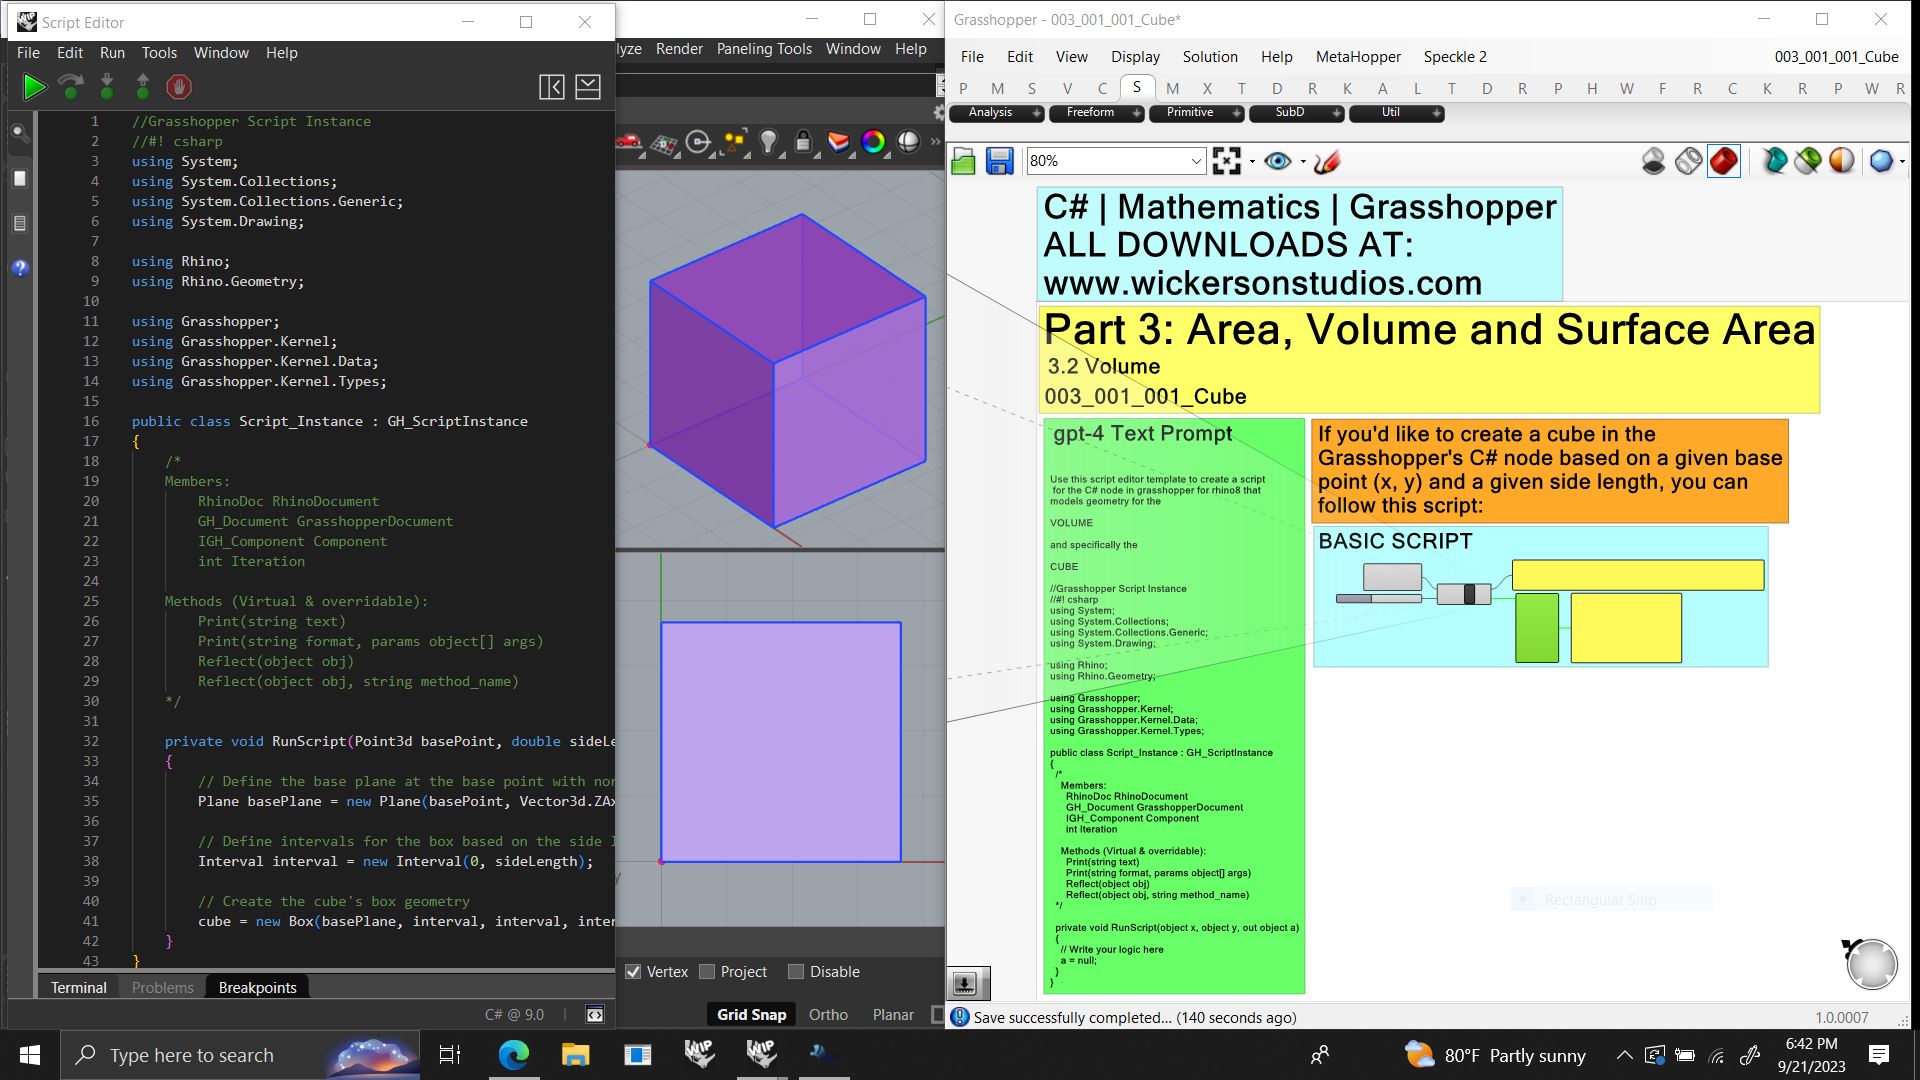 Script Editor
File Edit Run Tools Window Help
1 //Grasshopper Script Instance
2 //#! csharp
3 using System;
4 using System.Collections;
5 using System.Collections.Generic;
6 using System.Drawing;
7
8 using Rhino;
9 using Rhino.Geometry;
10
11 using Grasshopper;
12 using Grasshopper.Kernel;
13 using Grasshopper.Kernel.Data;
14 using Grasshopper.Kernel.Types;
15
16 public class Script_Instance : GH_ScriptInstance
17 {
18 /*
19 Members:
20 RhinoDoc RhinoDocument
21 GH_Document GrasshopperDocument
22 IGH_Component Component
23 int Iteration
24
25 Methods (Virtual & overridable):
26 Print(string text)
27 Print(string format, params object[] args)
28 Reflect(object obj)
29 Reflect(object obj, string method_name)
30 */
31
32 private void RunScript(Point3d basePoint, double sideLe
33 {
34 // Define the base plane at the base point with nor
35 Plane basePlane = new Plane(basePoint, Vector3d.ZAx
36
37 // Define intervals for the box based on the side l
38 Interval interval = new Interval(0, sideLength);
39
40 // Create the cube's box geometry
41 cube = new Box(basePlane, interval, interval, inter
42 }
43 }
Terminal Problems Breakpoints
C# @ 9.0
lyze Render Paneling Tools Window Help
Vertex Project Disable
Grid Snap Ortho Planar
Grasshopper - 003_001_001_Cube*
File Edit View Display Solution Help MetaHopper Speckle 2 003_001_001_Cube
P M S V C S M X T D R K A L T D R P H W F R C K R P W R
Analysis Freeform Primitive SubD Util
80%
C# | Mathematics | Grasshopper
ALL DOWNLOADS AT:
www.wickersonstudios.com
Part 3: Area, Volume and Surface Area
3.2 Volume
003_001_001_Cube
gpt-4 Text Prompt
Use this script editor template to create a script
for the C# node in grasshopper for rhino8 that
models geometry for the
VOLUME
and specifically the
CUBE
//Grasshopper Script Instance
//#! csharp
using System;
using System.Collections;
using System.Collections.Generic;
using System.Drawing;
using Rhino;
using Rhino.Geometry;
using Grasshopper;
using Grasshopper.Kernel;
using Grasshopper.Kernel.Data;
using Grasshopper.Kernel.Types;
public class Script_Instance : GH_ScriptInstance
{
/*
Members:
RhinoDoc RhinoDocument
GH_Document GrasshopperDocument
IGH_Component Component
int Iteration
Methods (Virtual & overridable):
Print(string text)
Print(string format, params object[] args)
Reflect(object obj)
Reflect(object obj, string method_name)
*/
private void RunScript(object x, object y, out object a)
{
// Write your logic here
a = null;
}
}
If you'd like to create a cube in the
Grasshopper's C# node based on a given base
point (x, y) and a given side length, you can
follow this script:
BASIC SCRIPT
Rectangular Snip
Save successfully completed... (140 seconds ago)
1.0.0007
Type here to search
WIP
WIP
80°F Partly sunny
6:42 PM
9/21/2023